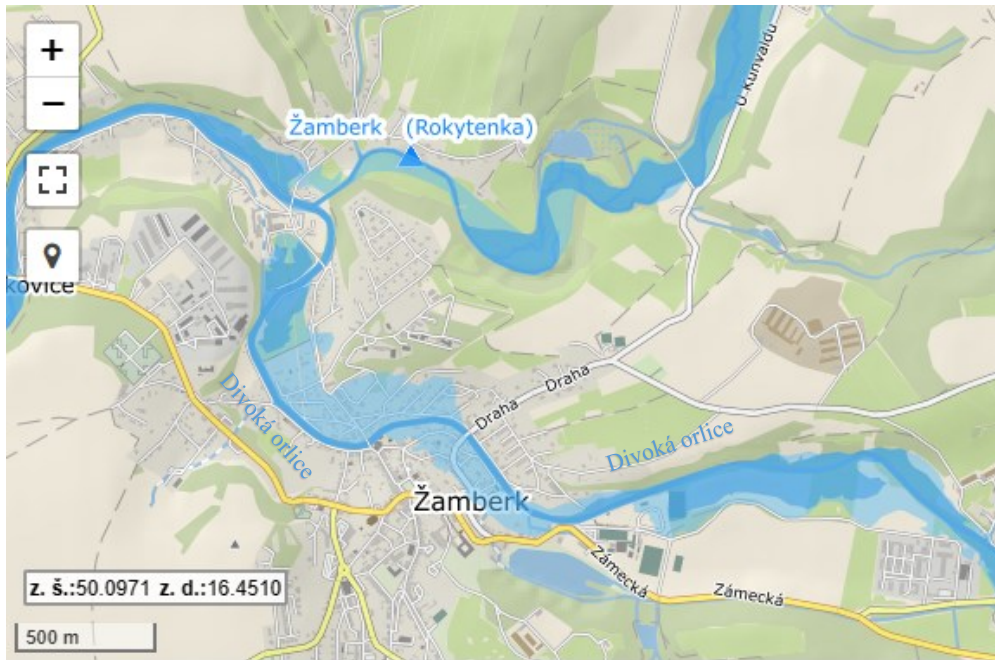 +
−
U Kunvaldu
Žamberk (Rokytenka)
kovice
Draha
Draha
Divoká orlice
Divoká orlice
Žamberk
Zámecká
Zámecká
z. š.:50.0971 z. d.:16.4510
500 m